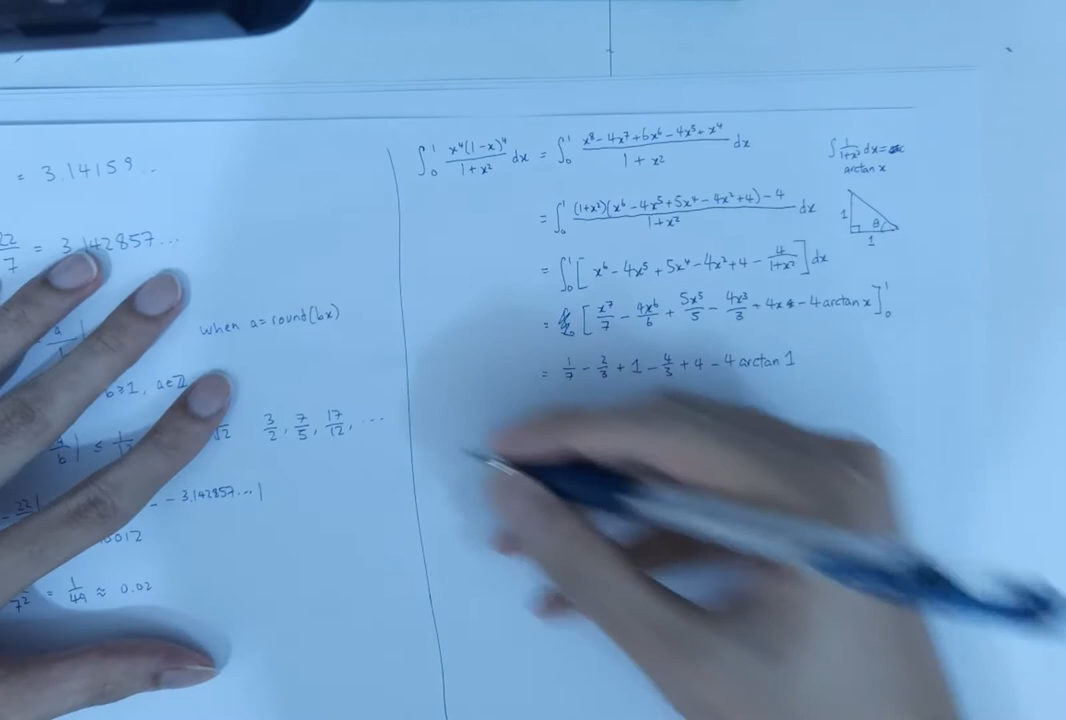 = 3.14159...
22/7 = 3.142857...
when a=round(bx)
b≥1, a∈ℤ
√2 3/2, 7/5, 17/12, ...
- 3.142857...|
0012
7² = 1/49 ≈ 0.02
∫₀¹ x⁴(1-x)⁴/(1+x²) dx = ∫₀¹ (x⁸-4x⁷+6x⁶-4x⁵+x⁴)/(1+x²) dx
= ∫₀¹ ((1+x²)(x⁶-4x⁵+5x⁴-4x²+4)-4)/(1+x²) dx
= ∫₀¹ [x⁶-4x⁵+5x⁴-4x²+4 - 4/(1+x²)] dx
= [x⁷/7 - 4x⁶/6 + 5x⁵/5 - 4x³/3 + 4x - 4 arctan x]₀¹
= 1/7 - 2/3 + 1 - 4/3 + 4 - 4 arctan 1
∫ 1/(1+x²) dx =
arctan x
1 θ
1